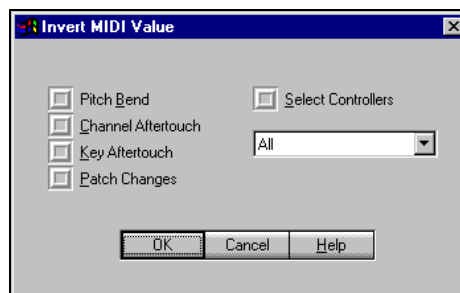 Invert MIDI Value
Pitch Bend
Channel Aftertouch
Key Aftertouch
Patch Changes
Select Controllers
All
OK
Cancel
Help